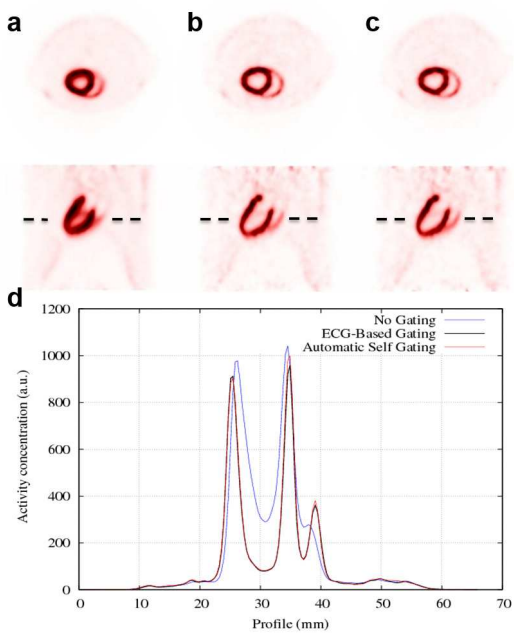 a b c
d
1200
1000
800
600
400
200
0
0 10 20 30 40 50 60 70
No Gating
ECG-Based Gating
Automatic Self Gating
Activity concentration (a.u.)
Profile (mm)